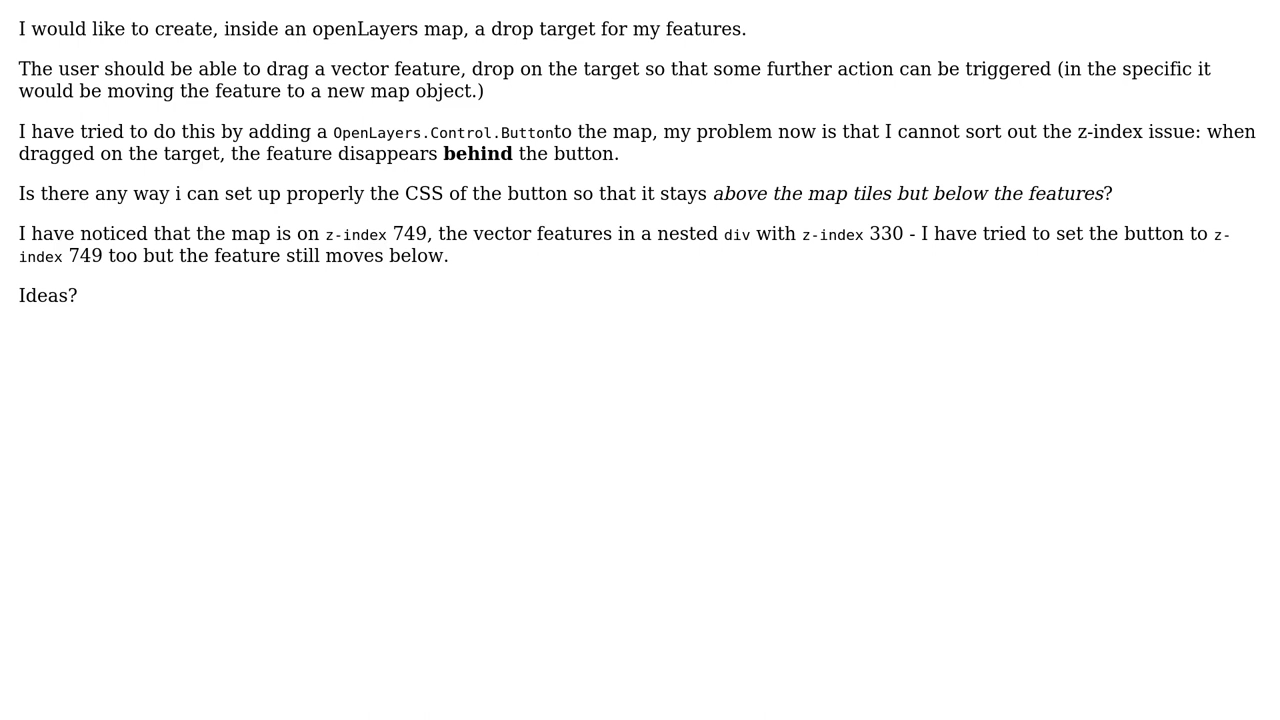 I would like to create, inside an openLayers map, a drop target for my features.
The user should be able to drag a vector feature, drop on the target so that some further action can be triggered (in the specific it
would be moving the feature to a new map object.)
I have tried to do this by adding a OpenLayers.Control.Buttonto the map, my problem now is that I cannot sort out the z-index issue: when
dragged on the target, the feature disappears behind the button.
Is there any way i can set up properly the CSS of the button so that it stays above the map tiles but below the features?
I have noticed that the map is on z-index 749, the vector features in a nested div with z-index 330 - I have tried to set the button to z-
index 749 too but the feature still moves below.
Ideas?